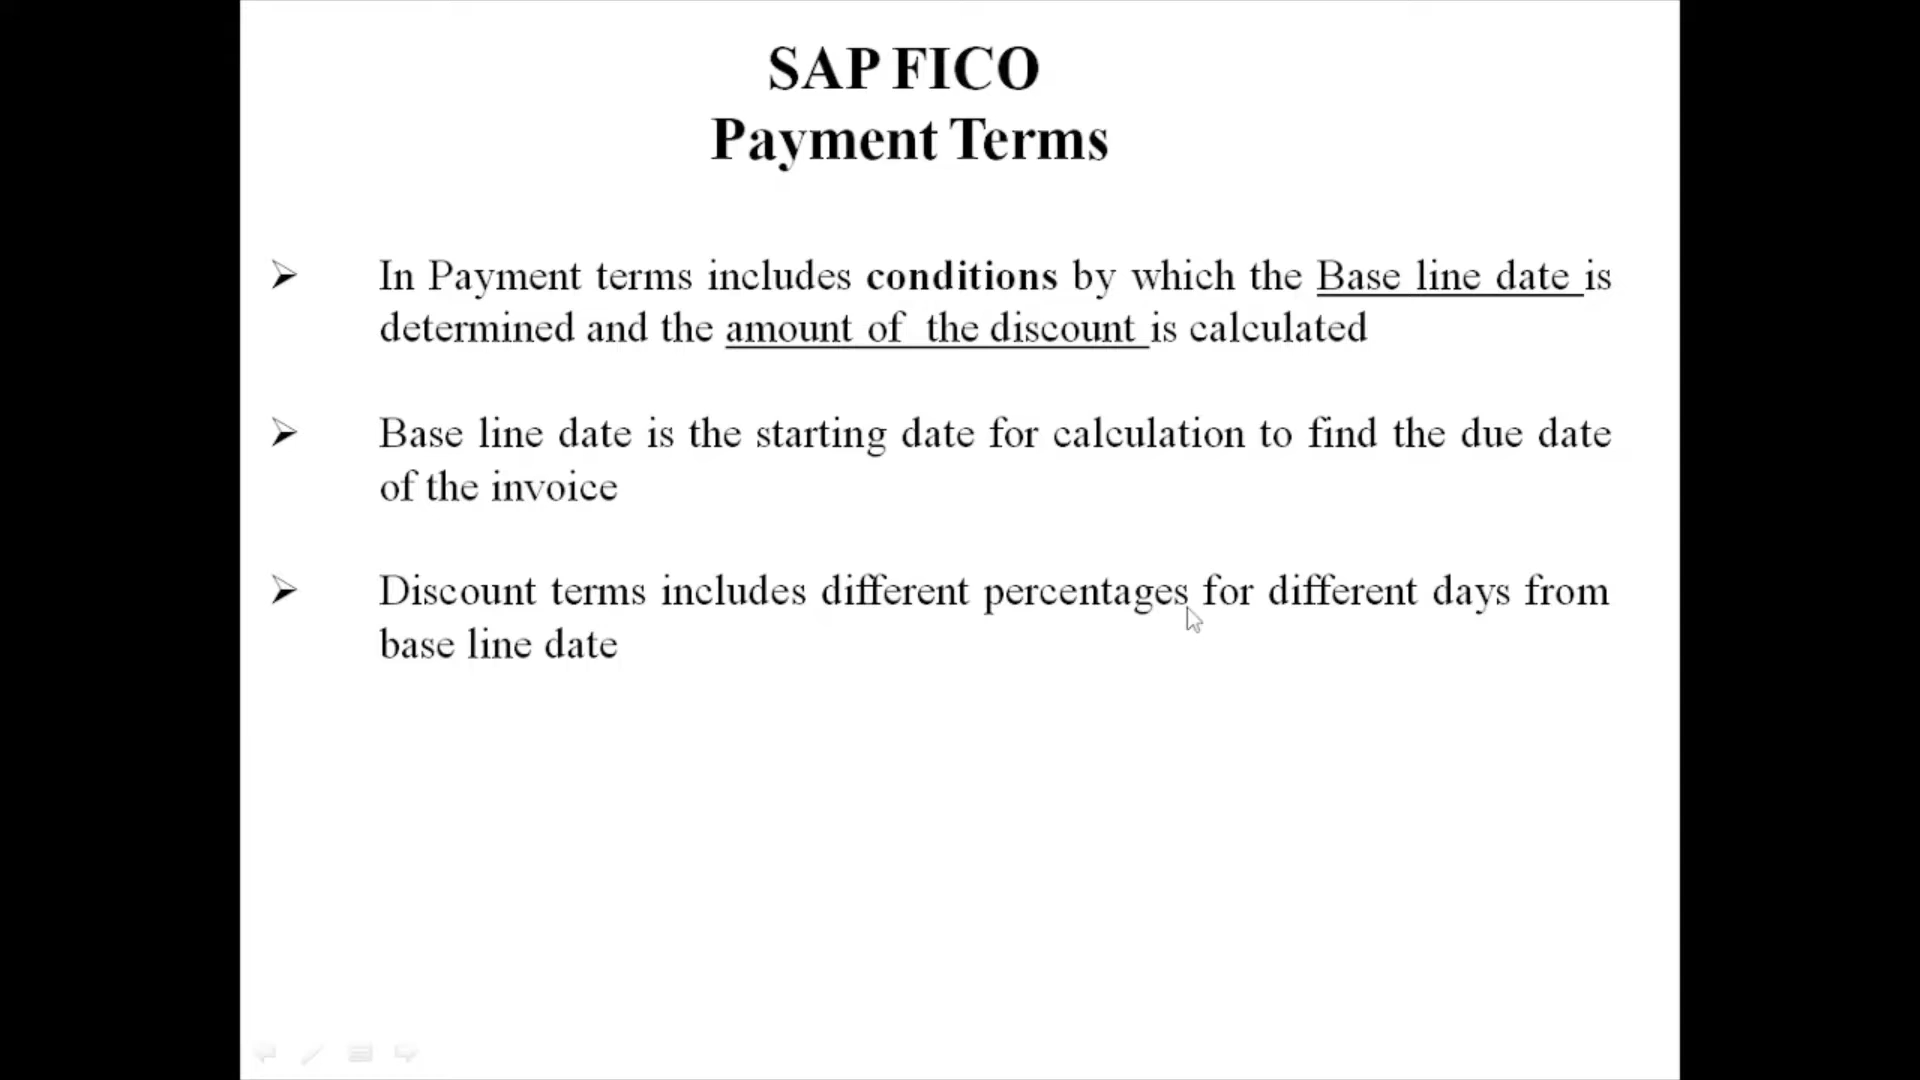 SAP FICO
Payment Terms
In Payment terms includes conditions by which the Base line date is
determined and the amount of the discount is calculated
Base line date is the starting date for calculation to find the due date
of the invoice
Discount terms includes different percentages for different days from
base line date